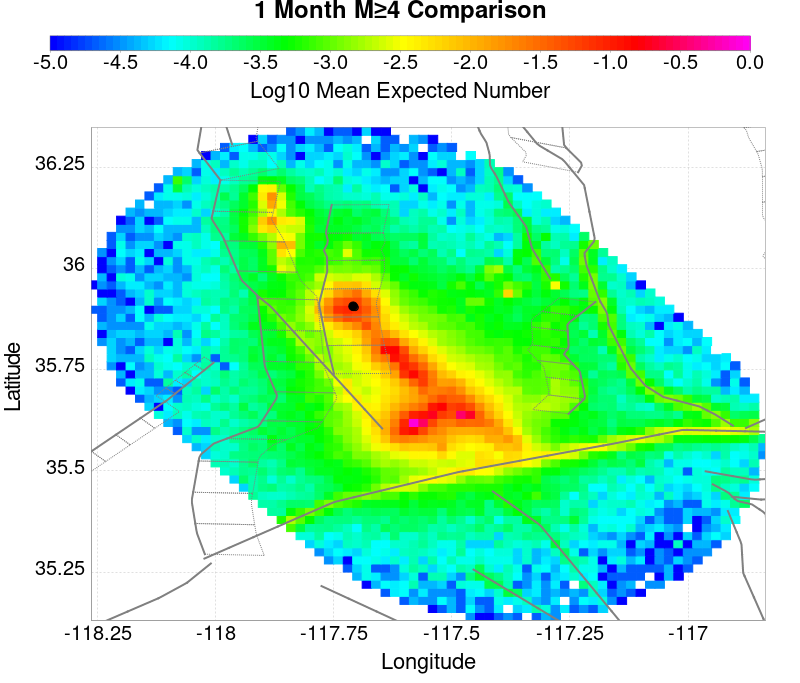 1 Month M≥4 Comparison
-5.0 -4.5 -4.0 -3.5 -3.0 -2.5 -2.0 -1.5 -1.0 -0.5 0.0
Log10 Mean Expected Number
36.25
36
35.75
35.5
35.25
Latitude
-118.25 -118 -117.75 -117.5 -117.25 -117
Longitude